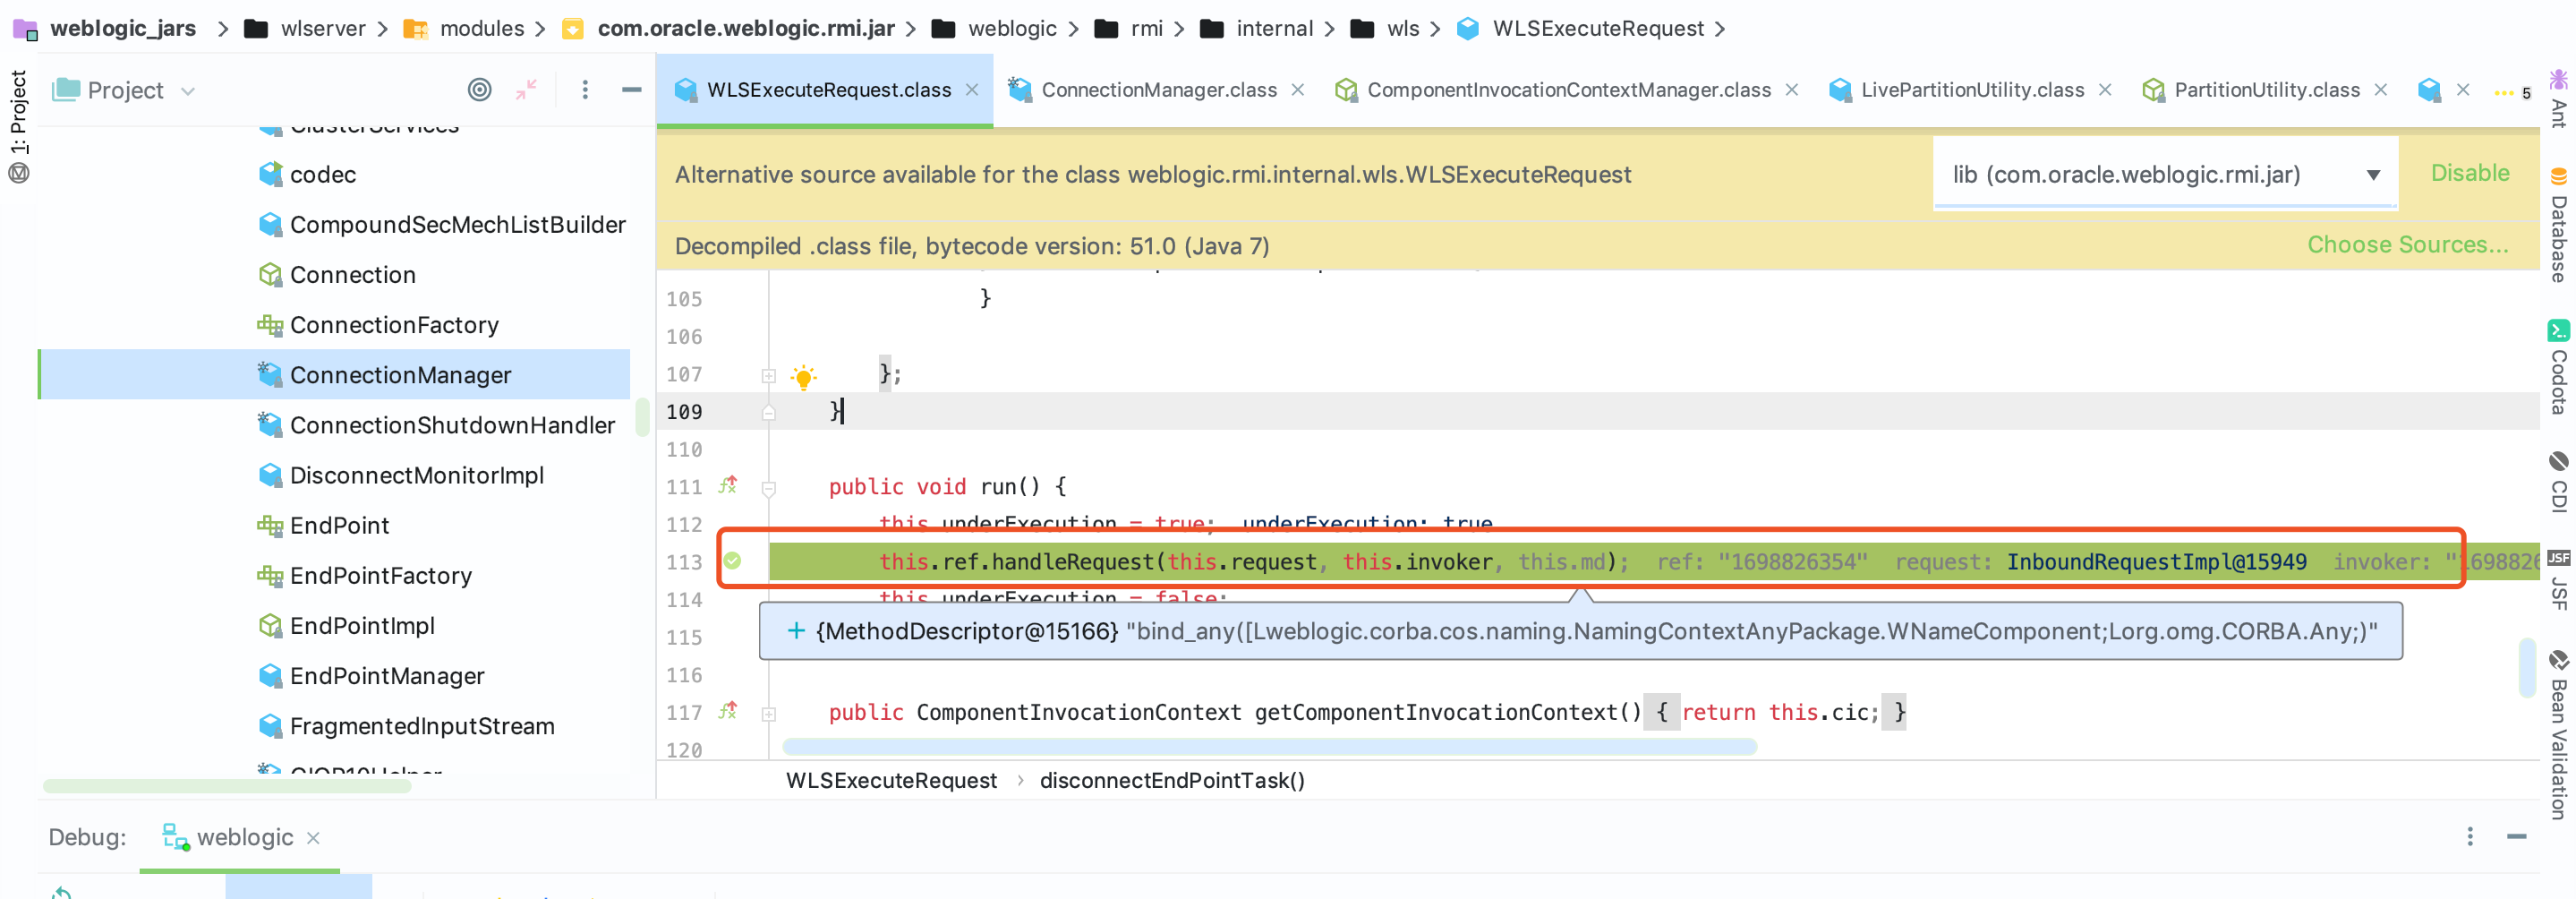 weblogic_jars > wlserver > modules > com.oracle.weblogic.rmi.jar > weblogic > rmi > internal > wls > WLSExecuteRequest >
1: Project
Project
WLSExecuteRequest.class
ConnectionManager.class
ComponentInvocationContextManager.class
LivePartitionUtility.class
PartitionUtility.class
5
ClusterServices
codec
CompoundSecMechListBuilder
Connection
ConnectionFactory
ConnectionManager
ConnectionShutdownHandler
DisconnectMonitorImpl
EndPoint
EndPointFactory
EndPointImpl
EndPointManager
FragmentedInputStream
GIOP10Helper
Alternative source available for the class weblogic.rmi.internal.wls.WLSExecuteRequest
lib (com.oracle.weblogic.rmi.jar)
Disable
Decompiled .class file, bytecode version: 51.0 (Java 7)
Choose Sources...
105 }
106
107 };
109 }
110
111 public void run() {
112 this.underExecution = true; underExecution: true
113 this.ref.handleRequest(this.request, this.invoker, this.md); ref: "1698826354" request: InboundRequestImpl@15949 invoker: "1698826
114 this.underExecution = false;
115
+ {MethodDescriptor@15166} "bind_any([Lweblogic.corba.cos.naming.NamingContextAnyPackage.WNameComponent;Lorg.omg.CORBA.Any;)"
116
117 public ComponentInvocationContext getComponentInvocationContext() { return this.cic; }
120
WLSExecuteRequest > disconnectEndPointTask()
Ant
Database
Codota
CDI
JSF
JSF
Bean Validation
Debug:
weblogic